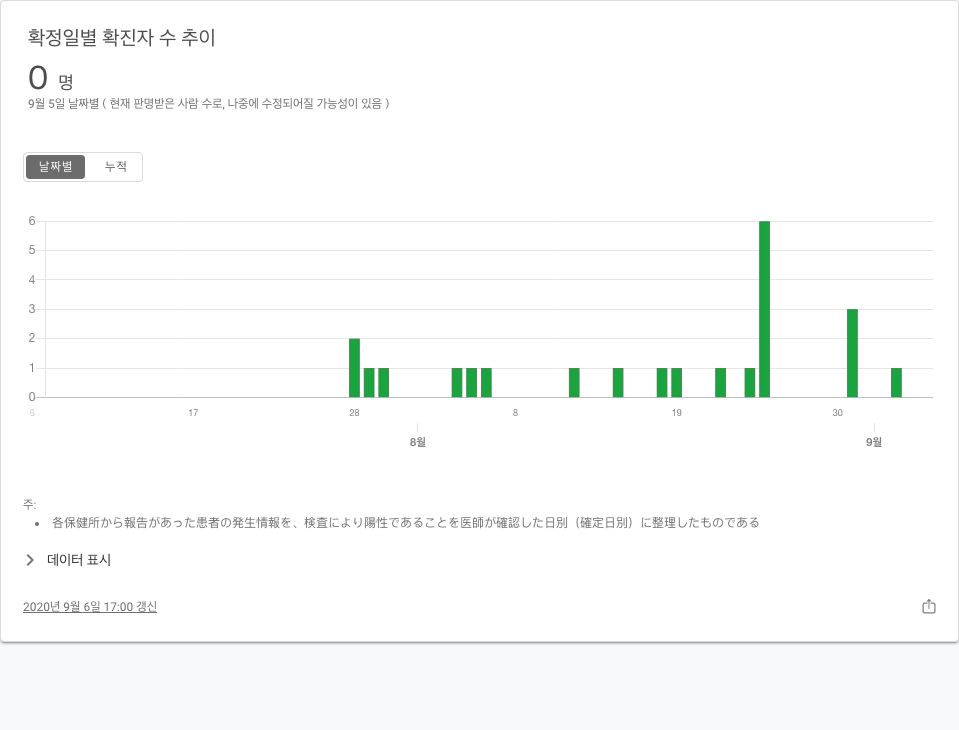 확정일별 확진자 수 추이
0 명
9월 5일 날짜별 ( 현재 판명받은 사람 수로, 나중에 수정되어질 가능성이 있음 )
날짜별 누적
6
5
4
3
2
1
0
6 17 28 8 19 30
8월 9월
주:
• 各保健所から報告があった患者の発生情報を、検査により陽性であることを医師が確認した日別（確定日別）に整理したものである
데이터 표시
2020년 9월 6일 17:00 갱신